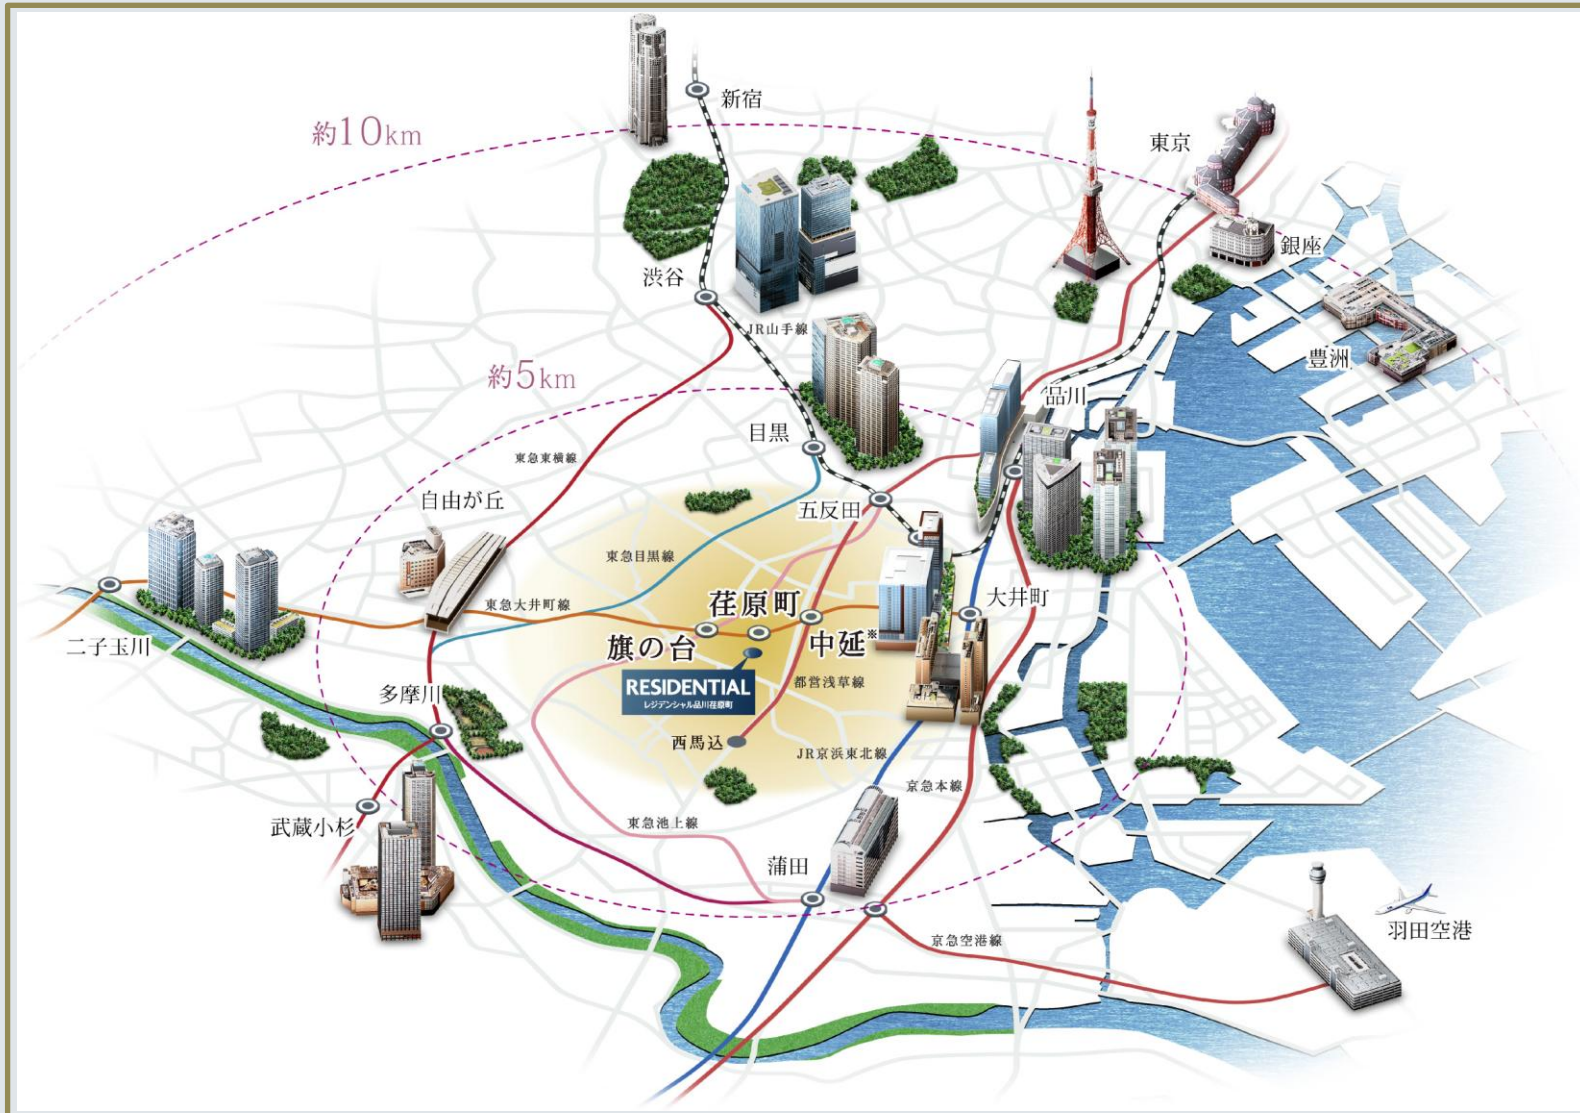 新宿
約10km
東京
銀座
渋谷
JR山手線
豊洲
約5km
品川
目黒
東急東横線
自由が丘
五反田
東急目黒線
荏原町
東急大井町線
大井町
旗の台
中延※
二子玉川
RESIDENTIAL
レジデンシャル品川荏原町
都営浅草線
多摩川
西馬込
JR京浜東北線
京急本線
武蔵小杉
東急池上線
蒲田
羽田空港
京急空港線